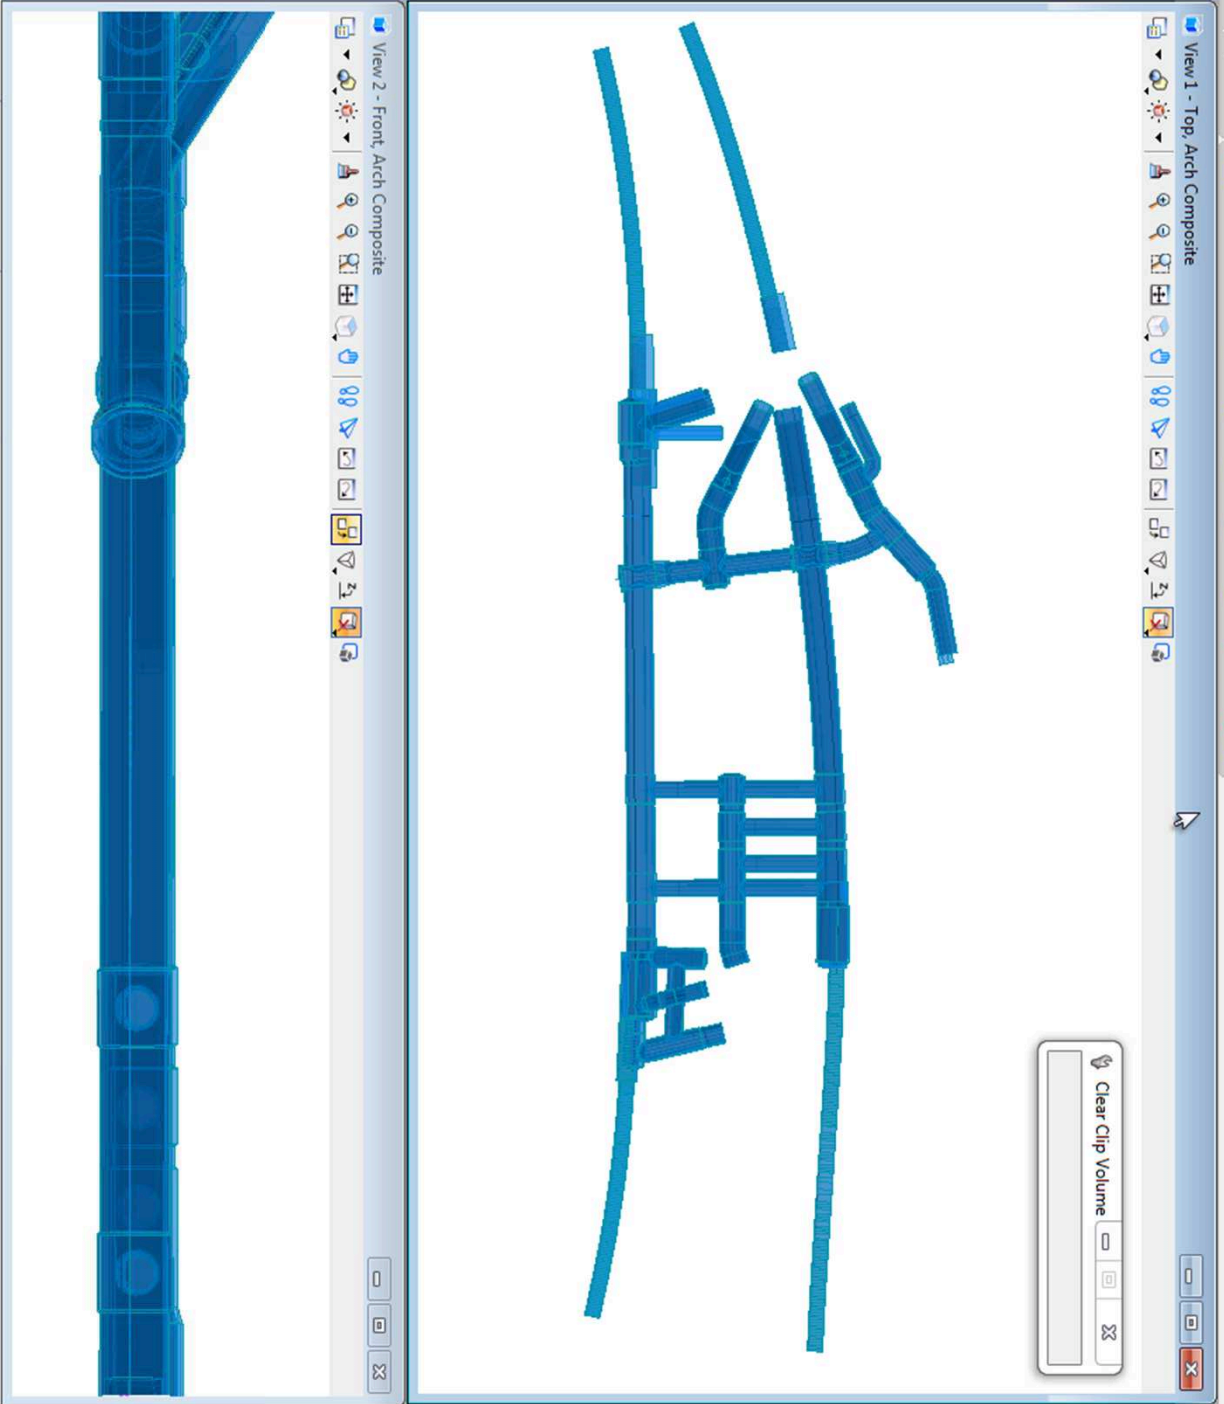 View 1 - Top, Arch Composite
Clear Clip Volume
View 2 - Front, Arch Composite